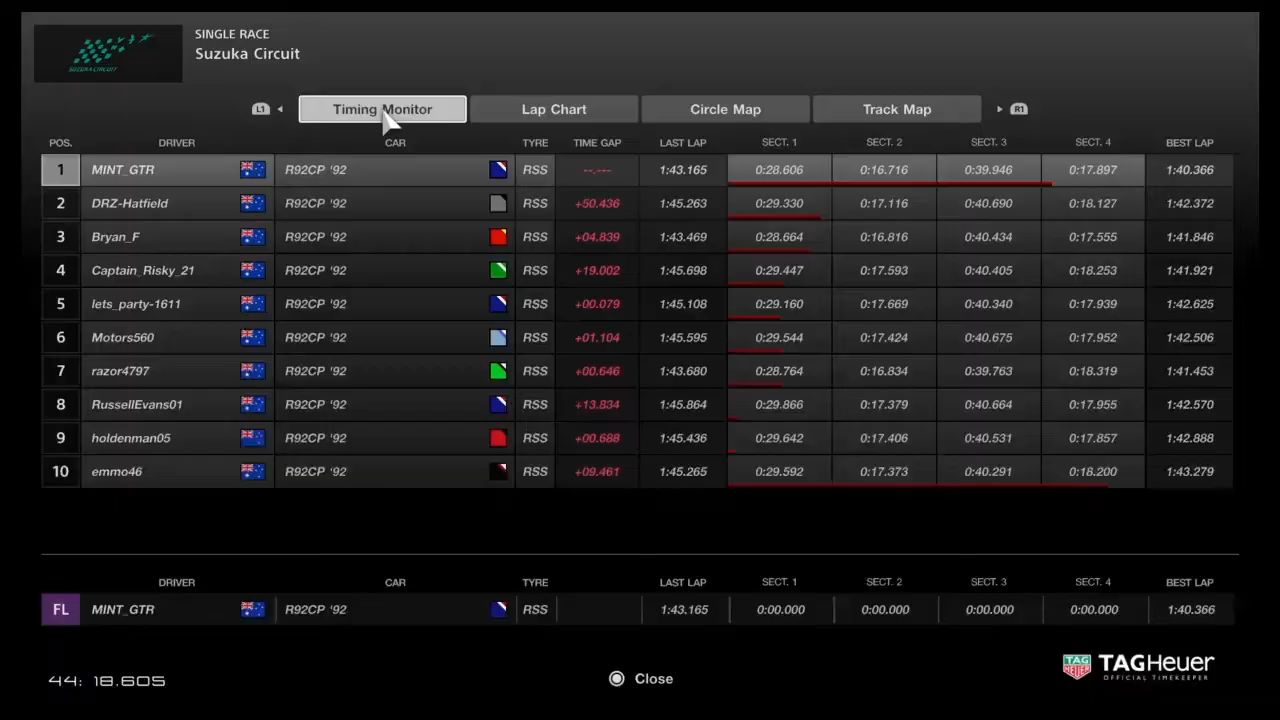 SINGLE RACE
Suzuka Circuit
SUZUKA CIRCUIT
L1 Timing Monitor Lap Chart Circle Map Track Map R1
POS. DRIVER CAR TYRE TIME GAP LAST LAP SECT. 1 SECT. 2 SECT. 3 SECT. 4 BEST LAP
1 MINT_GTR R92CP '92 RSS --.--- 1:43.165 0:28.606 0:16.716 0:39.946 0:17.897 1:40.366
2 DRZ-Hatfield R92CP '92 RSS +50.436 1:45.263 0:29.330 0:17.116 0:40.690 0:18.127 1:42.372
3 Bryan_F R92CP '92 RSS +04.839 1:43.469 0:28.664 0:16.816 0:40.434 0:17.555 1:41.846
4 Captain_Risky_21 R92CP '92 RSS +19.002 1:45.698 0:29.447 0:17.593 0:40.405 0:18.253 1:41.921
5 lets_party-1611 R92CP '92 RSS +00.079 1:45.108 0:29.160 0:17.669 0:40.340 0:17.939 1:42.625
6 Motors560 R92CP '92 RSS +01.104 1:45.595 0:29.544 0:17.424 0:40.675 0:17.952 1:42.506
7 razor4797 R92CP '92 RSS +00.646 1:43.680 0:28.764 0:16.834 0:39.763 0:18.319 1:41.453
8 RussellEvans01 R92CP '92 RSS +13.834 1:45.864 0:29.866 0:17.379 0:40.664 0:17.955 1:42.570
9 holdenman05 R92CP '92 RSS +00.688 1:45.436 0:29.642 0:17.406 0:40.531 0:17.857 1:42.888
10 emmo46 R92CP '92 RSS +09.461 1:45.265 0:29.592 0:17.373 0:40.291 0:18.200 1:43.279
DRIVER CAR TYRE LAST LAP SECT. 1 SECT. 2 SECT. 3 SECT. 4 BEST LAP
FL MINT_GTR R92CP '92 RSS 1:43.165 0:00.000 0:00.000 0:00.000 0:00.000 1:40.366
44: 18.605
Close
TAG HEUER TAGHeuer
OFFICIAL TIMEKEEPER